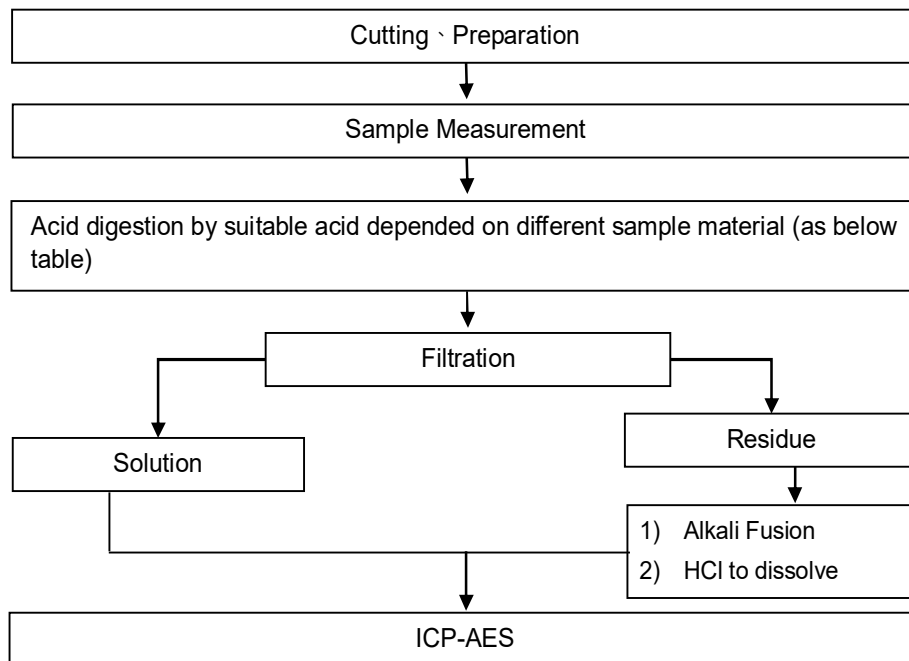 Cutting、Preparation
Sample Measurement
Acid digestion by suitable acid depended on different sample material (as below
table)
Filtration
Solution
Residue
1) Alkali Fusion
2) HCl to dissolve
ICP-AES